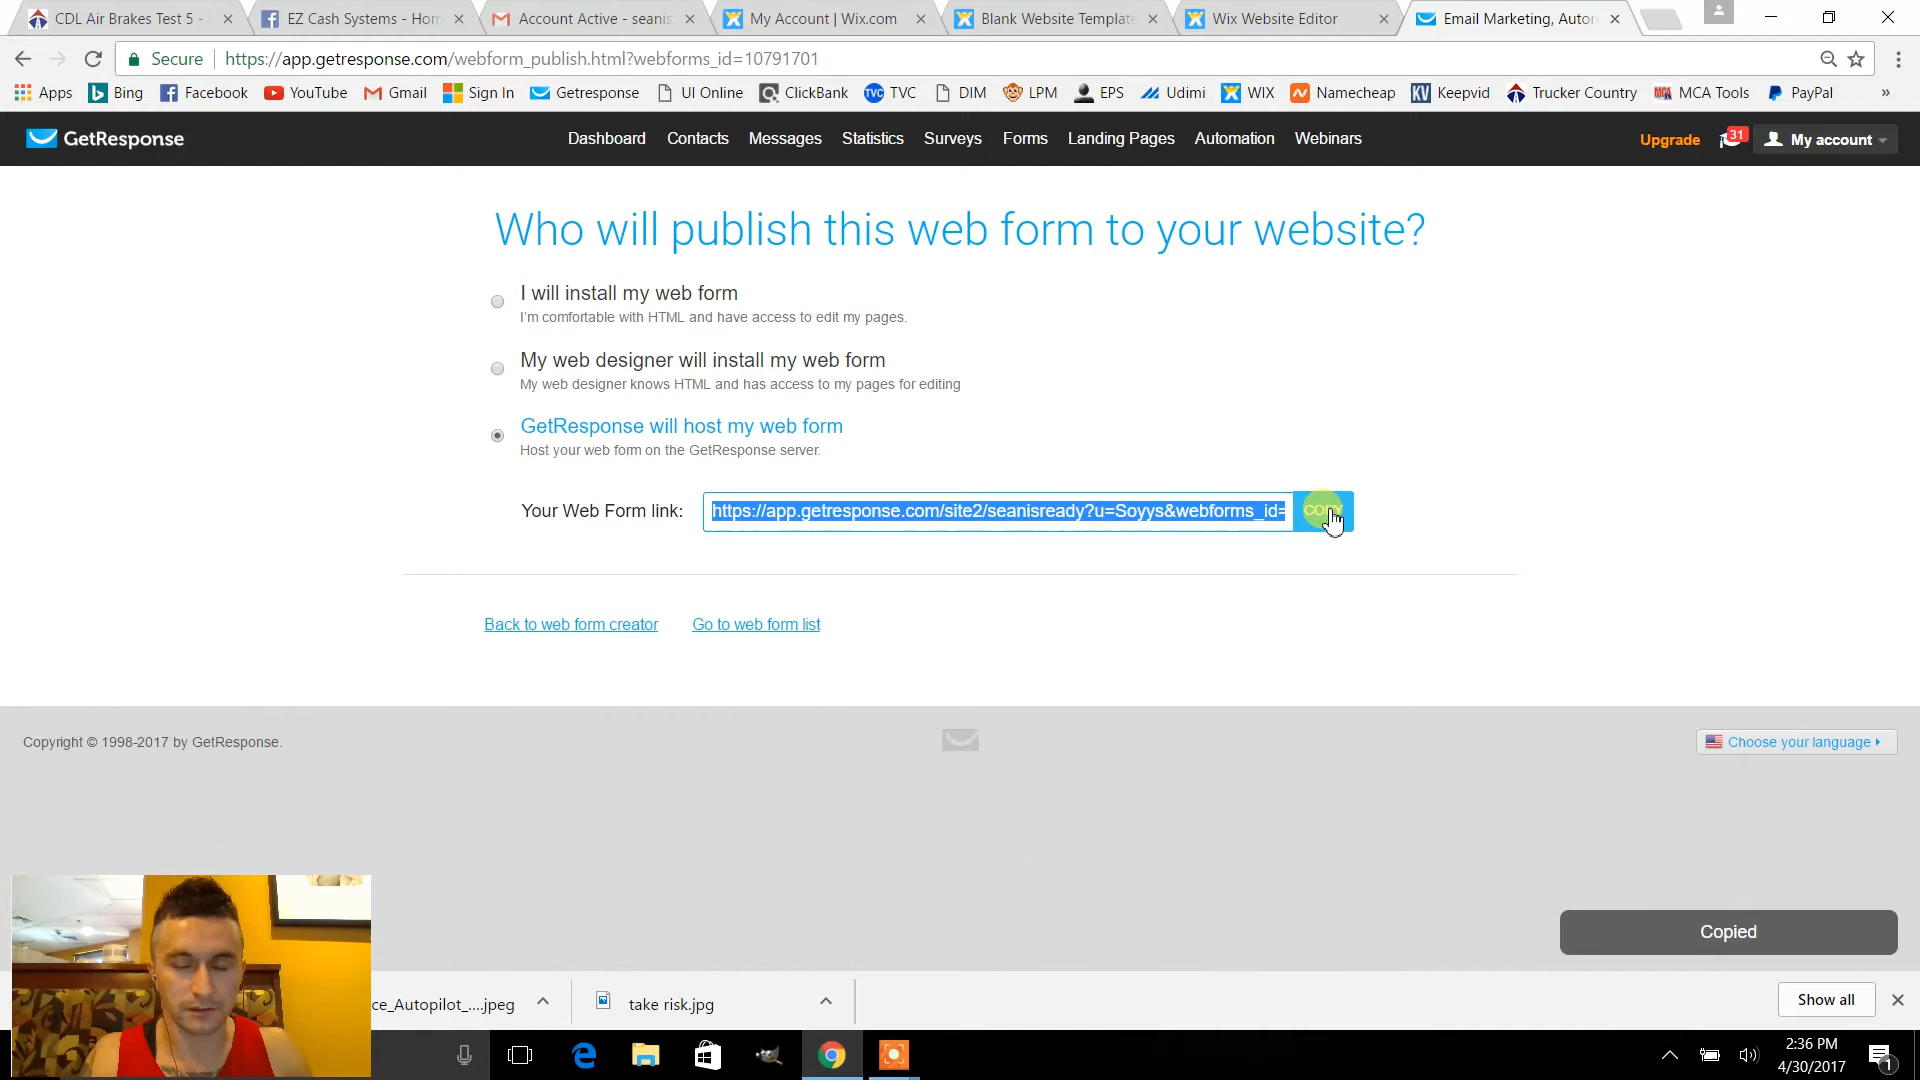 CDL Air Brakes Test 5 -
EZ Cash Systems - Hom
Account Active - seanis
My Account | Wix.com
Blank Website Template
Wix Website Editor
Email Marketing, Autor
Secure
https://app.getresponse.com/webform_publish.html?webforms_id=10791701
Apps
Bing
Facebook
YouTube
Gmail
Sign In
Getresponse
UI Online
ClickBank
TVC
DIM
LPM
EPS
Udimi
WIX
Namecheap
Keepvid
Trucker Country
MCA Tools
PayPal
»
GetResponse
Dashboard
Contacts
Messages
Statistics
Surveys
Forms
Landing Pages
Automation
Webinars
Upgrade
31
My account
Who will publish this web form to your website?
I will install my web form
I'm comfortable with HTML and have access to edit my pages.
My web designer will install my web form
My web designer knows HTML and has access to my pages for editing
GetResponse will host my web form
Host your web form on the GetResponse server.
Your Web Form link:
https://app.getresponse.com/site2/seanisready?u=Soyys&webforms_id=
COPY
Back to web form creator
Go to web form list
Copyright © 1998-2017 by GetResponse.
Choose your language
Copied
ce_Autopilot_....jpeg
take risk.jpg
Show all
2:36 PM
4/30/2017
1